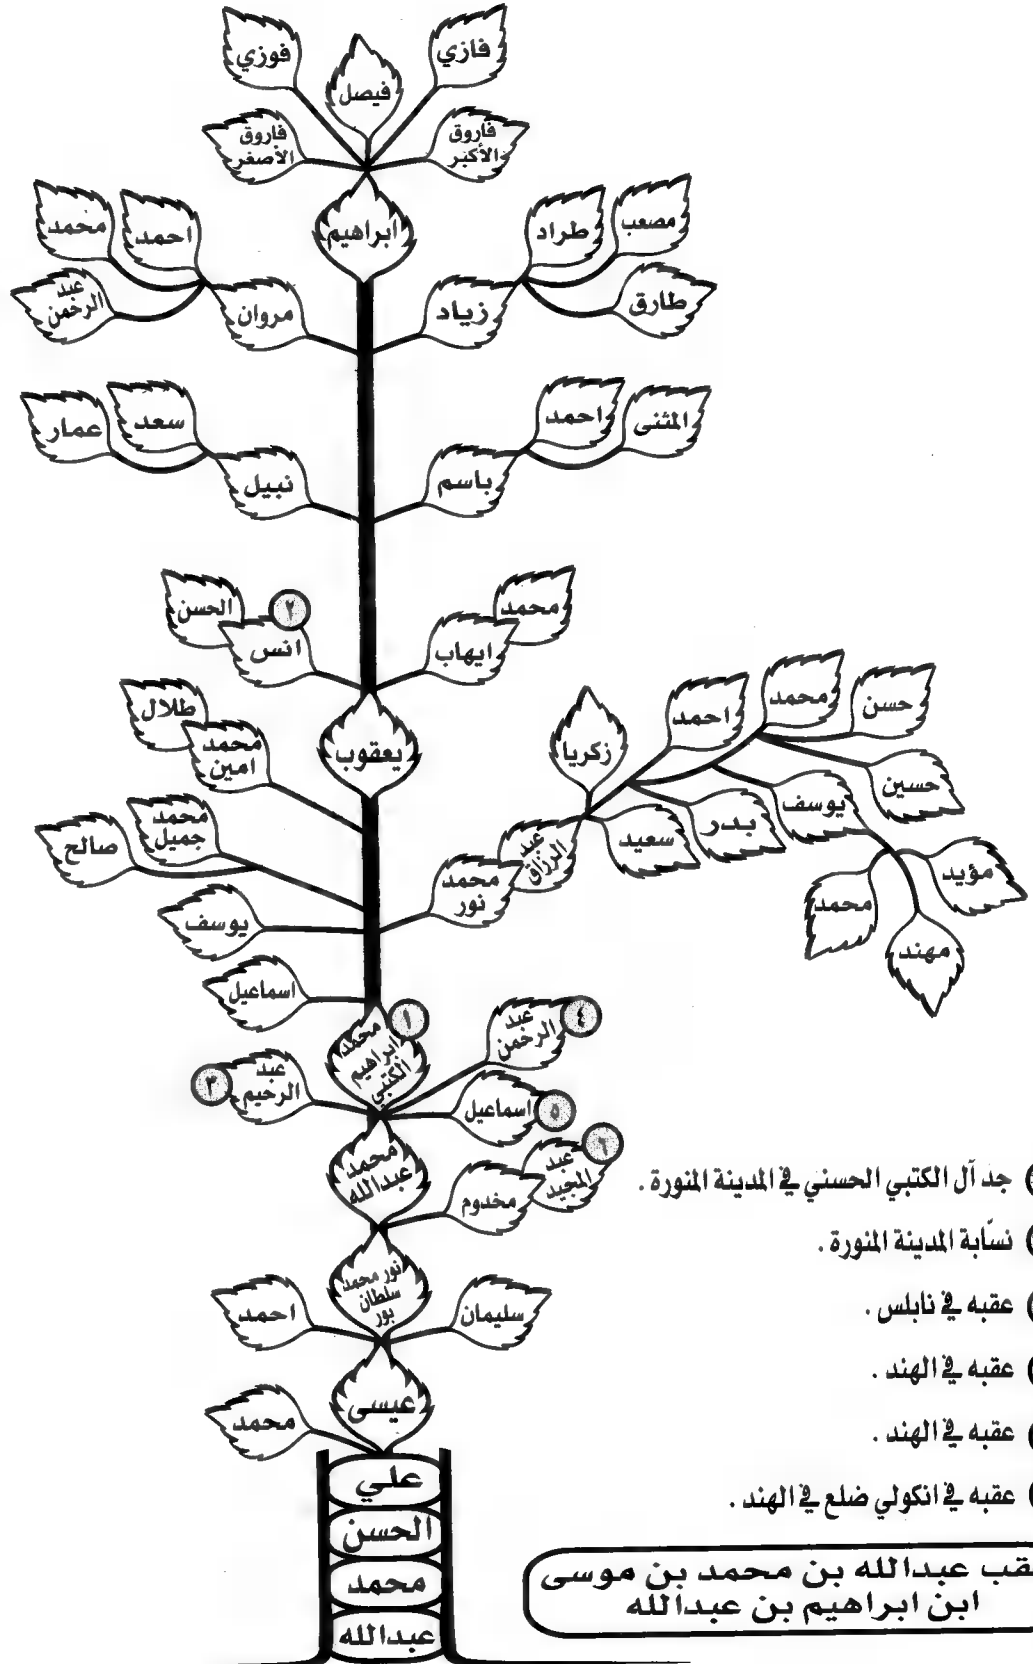 فوزي
فيصل
فازي
فاروق
الأصغر
فاروق
الأكبر
ابراهيم
محمد
احمد
عبد
الرحمن
مروان
طراد
مصعب
طارق
زياد
عمار
سعد
نبيل
احمد
المثنى
باسم
الحسن
٢
انس
محمد
ايهاب
يعقوب
طلال
محمد
امين
صالح
محمد
جميل
يوسف
اسماعيل
محمد
نور
عبد
الرزاق
زكريا
احمد
محمد
حسن
حسين
سعيد
بدر
يوسف
مؤيد
محمد
مهند
١
محمد
ابراهيم
الكتبي
٣
عبد
الرحيم
٤
عبد
الرحمن
٥
اسماعيل
محمد
عبدالله
٦
عبد
المجيد
مخدوم
نور محمد
سلطان
بور
احمد
سليمان
عيسى
محمد
علي
الحسن
محمد
عبدالله
جد آل الكتبي الحسني في المدينة المنورة .
نسّابة المدينة المنورة .
عقبه في نابلس .
عقبه في الهند .
عقبه في الهند .
عقبه في انكولي ضلع في الهند .
عبدالله بن محمد بن موسى
ابن ابراهيم بن عبدالله